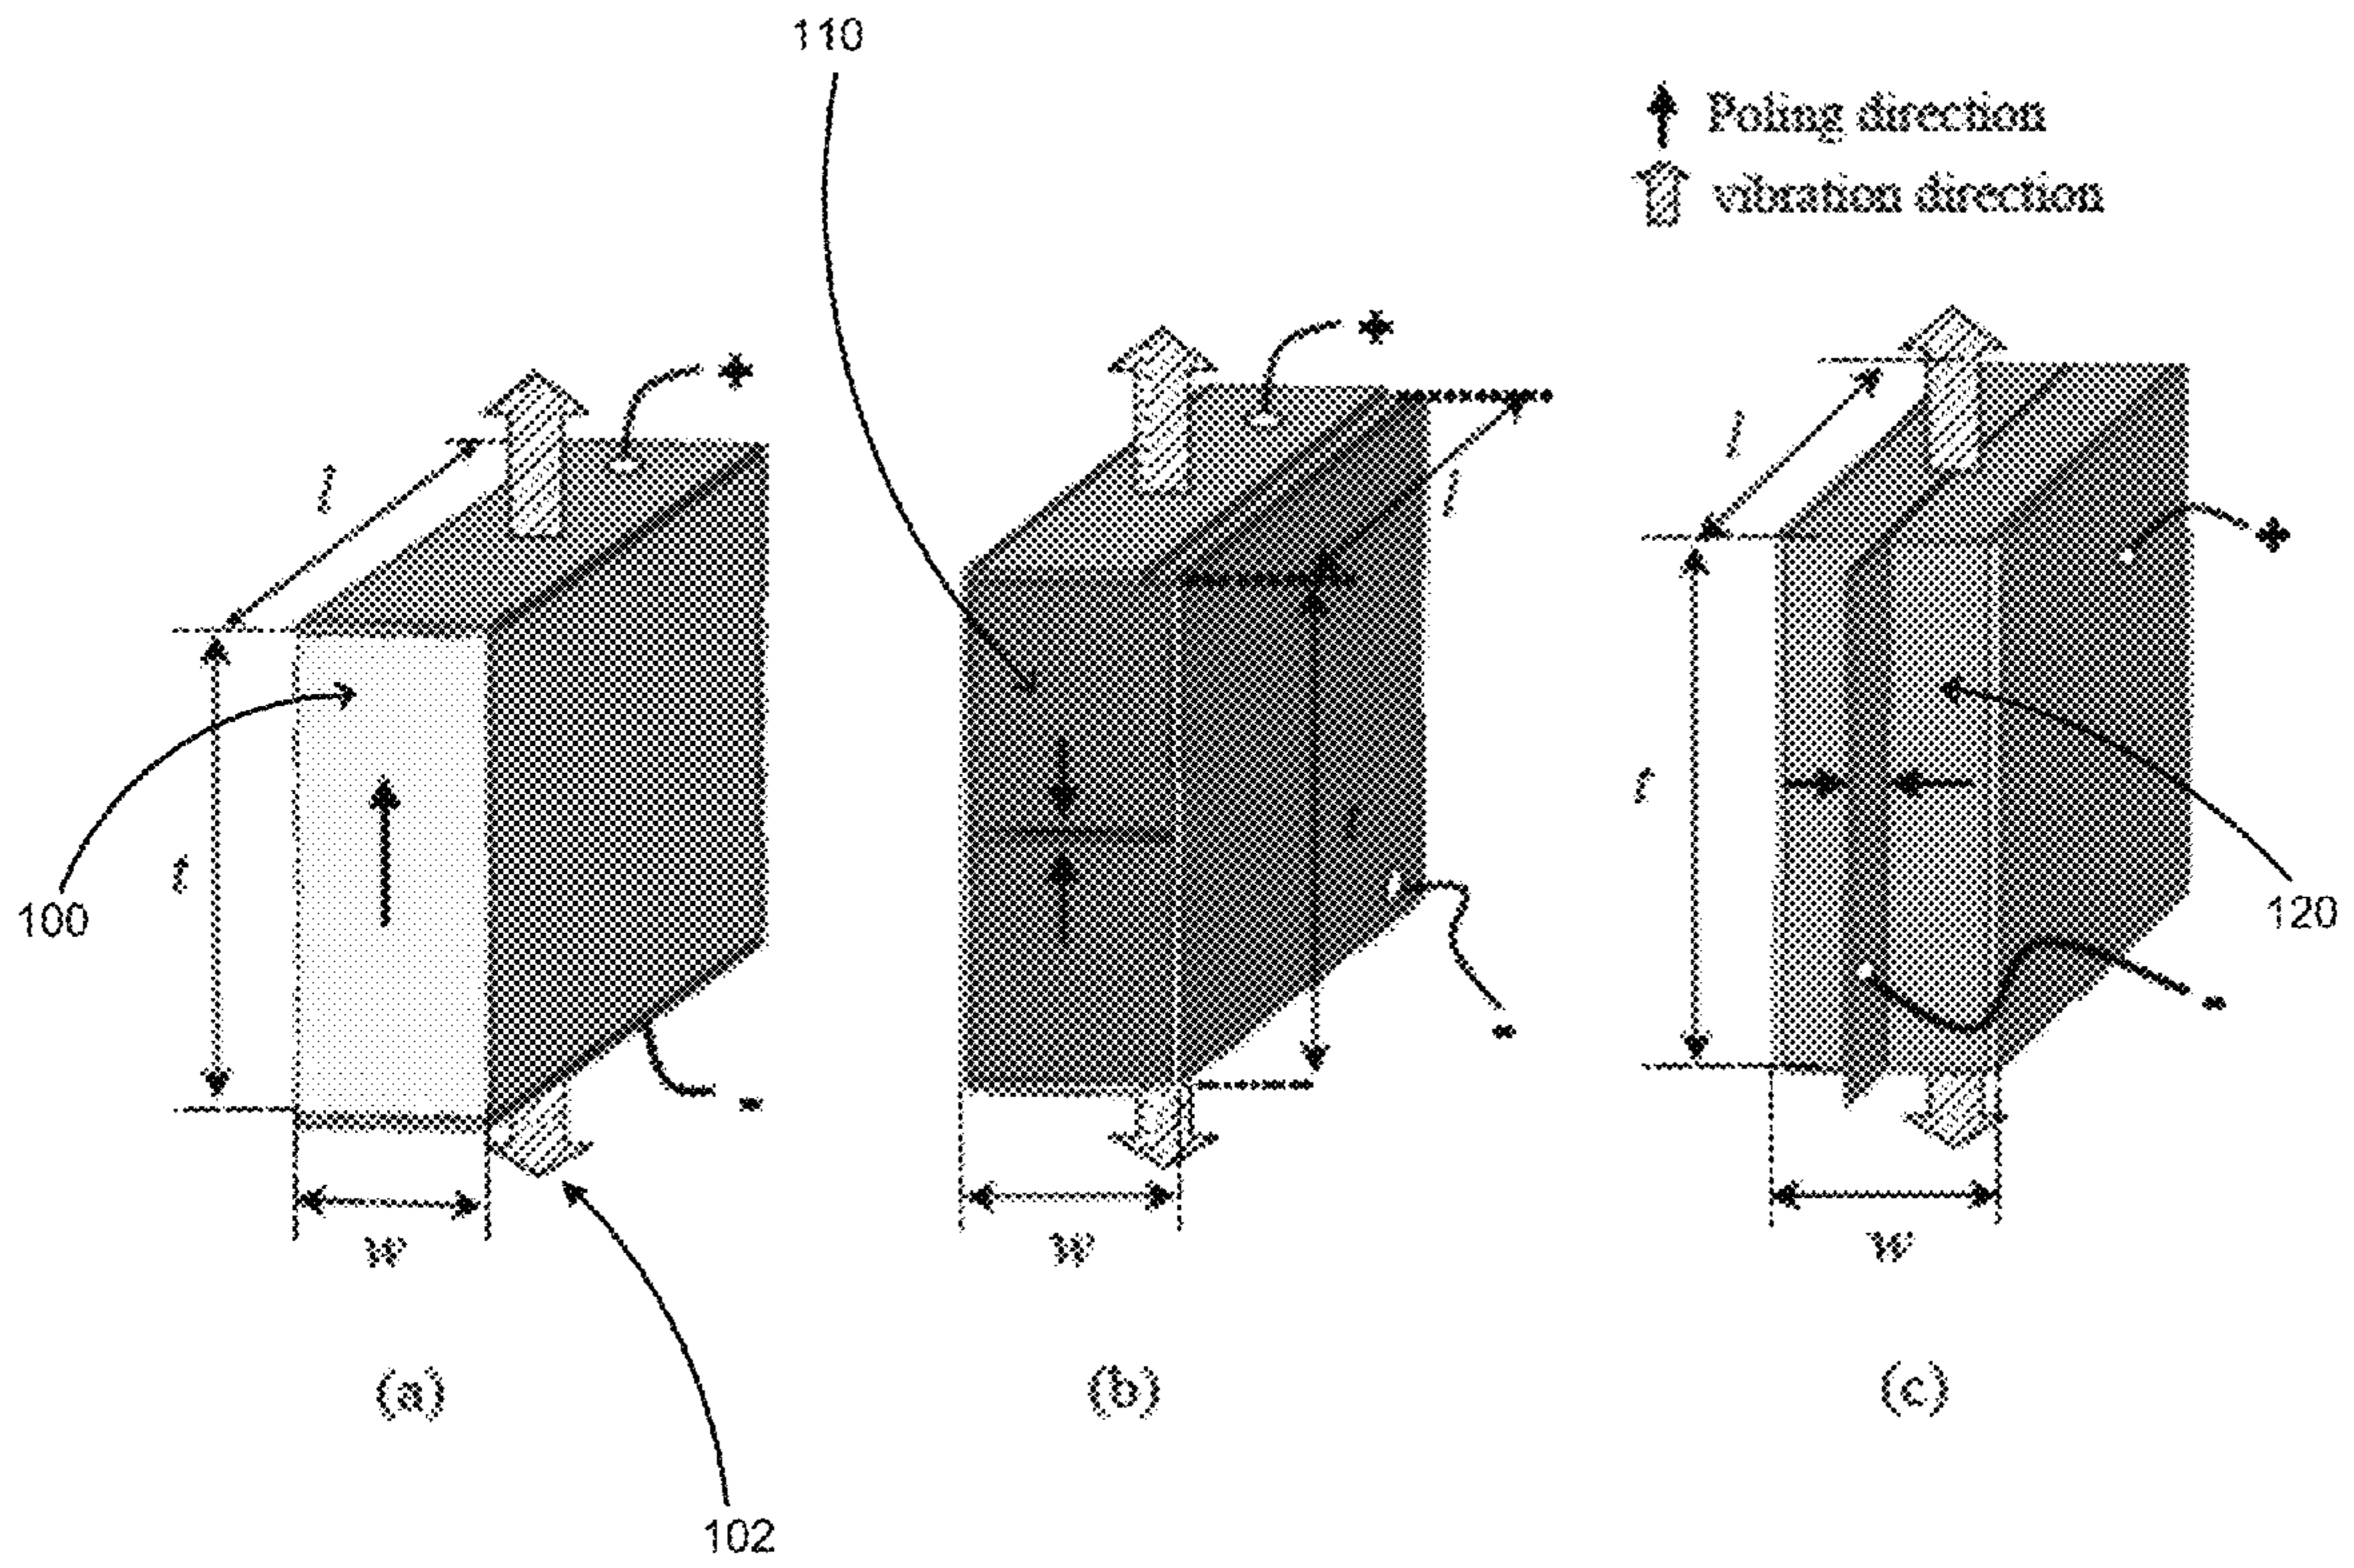 110
Poling direction
vibration direction
+
+
l
l
l
+
t
t
t
100
120
-
-
-
w
w
w
(a)
(b)
(c)
102